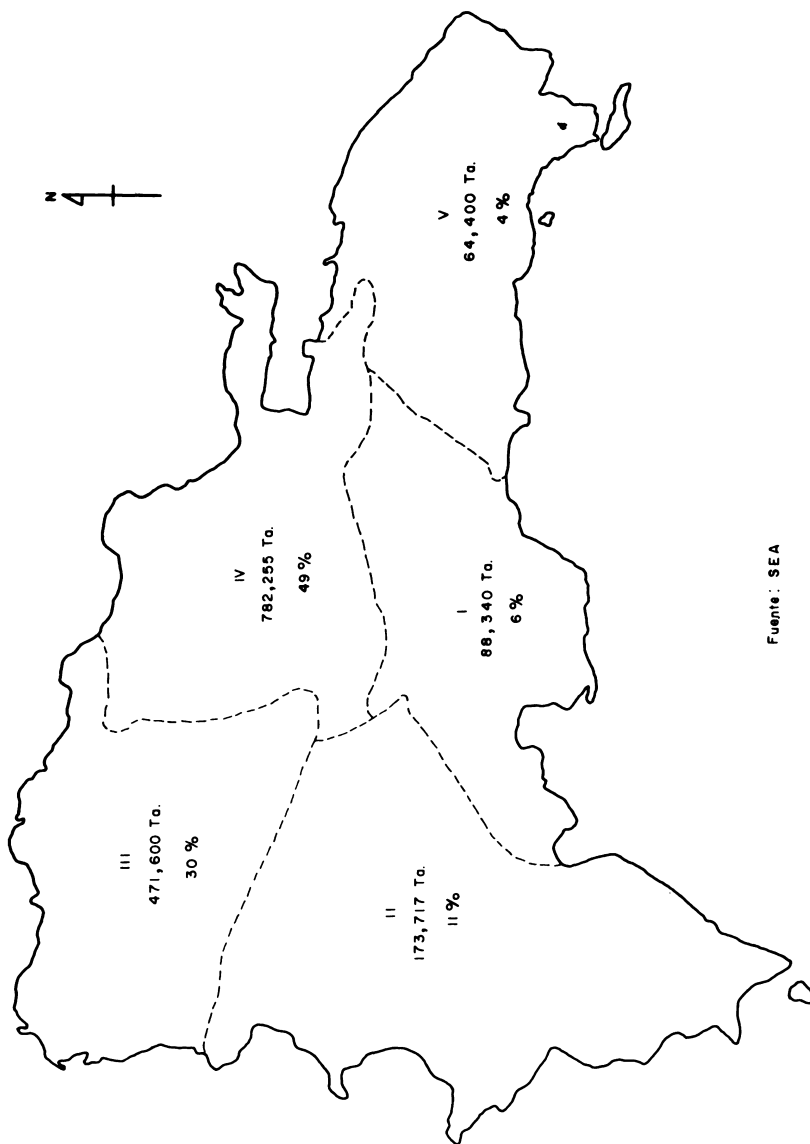 N
III
471,600 Ta.
30 %
IV
782,255 Ta.
49 %
II
173,717 Ta.
11 %
I
88,340 Ta.
6 %
V
64,400 Ta.
4 %
Fuente: SEA